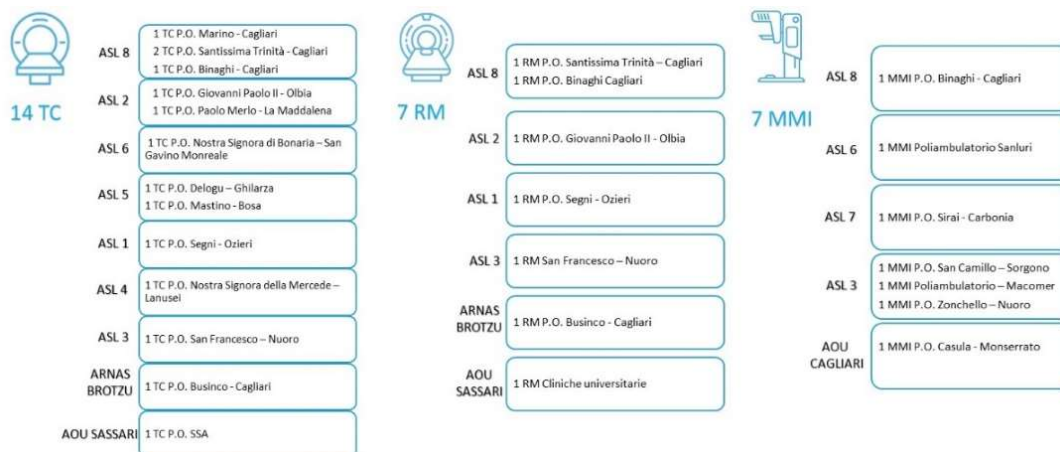 14 TC
ASL 8
1 TC P.O. Marino - Cagliari
2 TC P.O. Santissima Trinità - Cagliari
1 TC P.O. Binaghi - Cagliari
ASL 2
1 TC P.O. Giovanni Paolo II - Olbia
1 TC P.O. Paolo Merlo - La Maddalena
ASL 6
1 TC P.O. Nostra Signora di Bonaria – San
Gavino Monreale
ASL 5
1 TC P.O. Delogu – Ghilarza
1 TC P.O. Mastino - Bosa
ASL 1
1 TC P.O. Segni - Ozieri
ASL 4
1 TC P.O. Nostra Signora della Mercede –
Lanusei
ASL 3
1 TC P.O. San Francesco – Nuoro
ARNAS
BROTZU
1 TC P.O. Businco - Cagliari
AOU SASSARI
1 TC P.O. SSA
7 RM
ASL 8
1 RM P.O. Santissima Trinità – Cagliari
1 RM P.O. Binaghi Cagliari
ASL 2
1 RM P.O. Giovanni Paolo II - Olbia
ASL 1
1 RM P.O. Segni - Ozieri
ASL 3
1 RM San Francesco – Nuoro
ARNAS
BROTZU
1 RM P.O. Businco - Cagliari
AOU
SASSARI
1 RM Cliniche universitarie
7 MMI
ASL 8
1 MMI P.O. Binaghi - Cagliari
ASL 6
1 MMI Poliambulatorio Sanluri
ASL 7
1 MMI P.O. Sirai - Carbonia
ASL 3
1 MMI P.O. San Camillo – Sorgono
1 MMI Poliambulatorio – Macomer
1 MMI P.O. Zonchello – Nuoro
AOU
CAGLIARI
1 MMI P.O. Casula - Monserrato